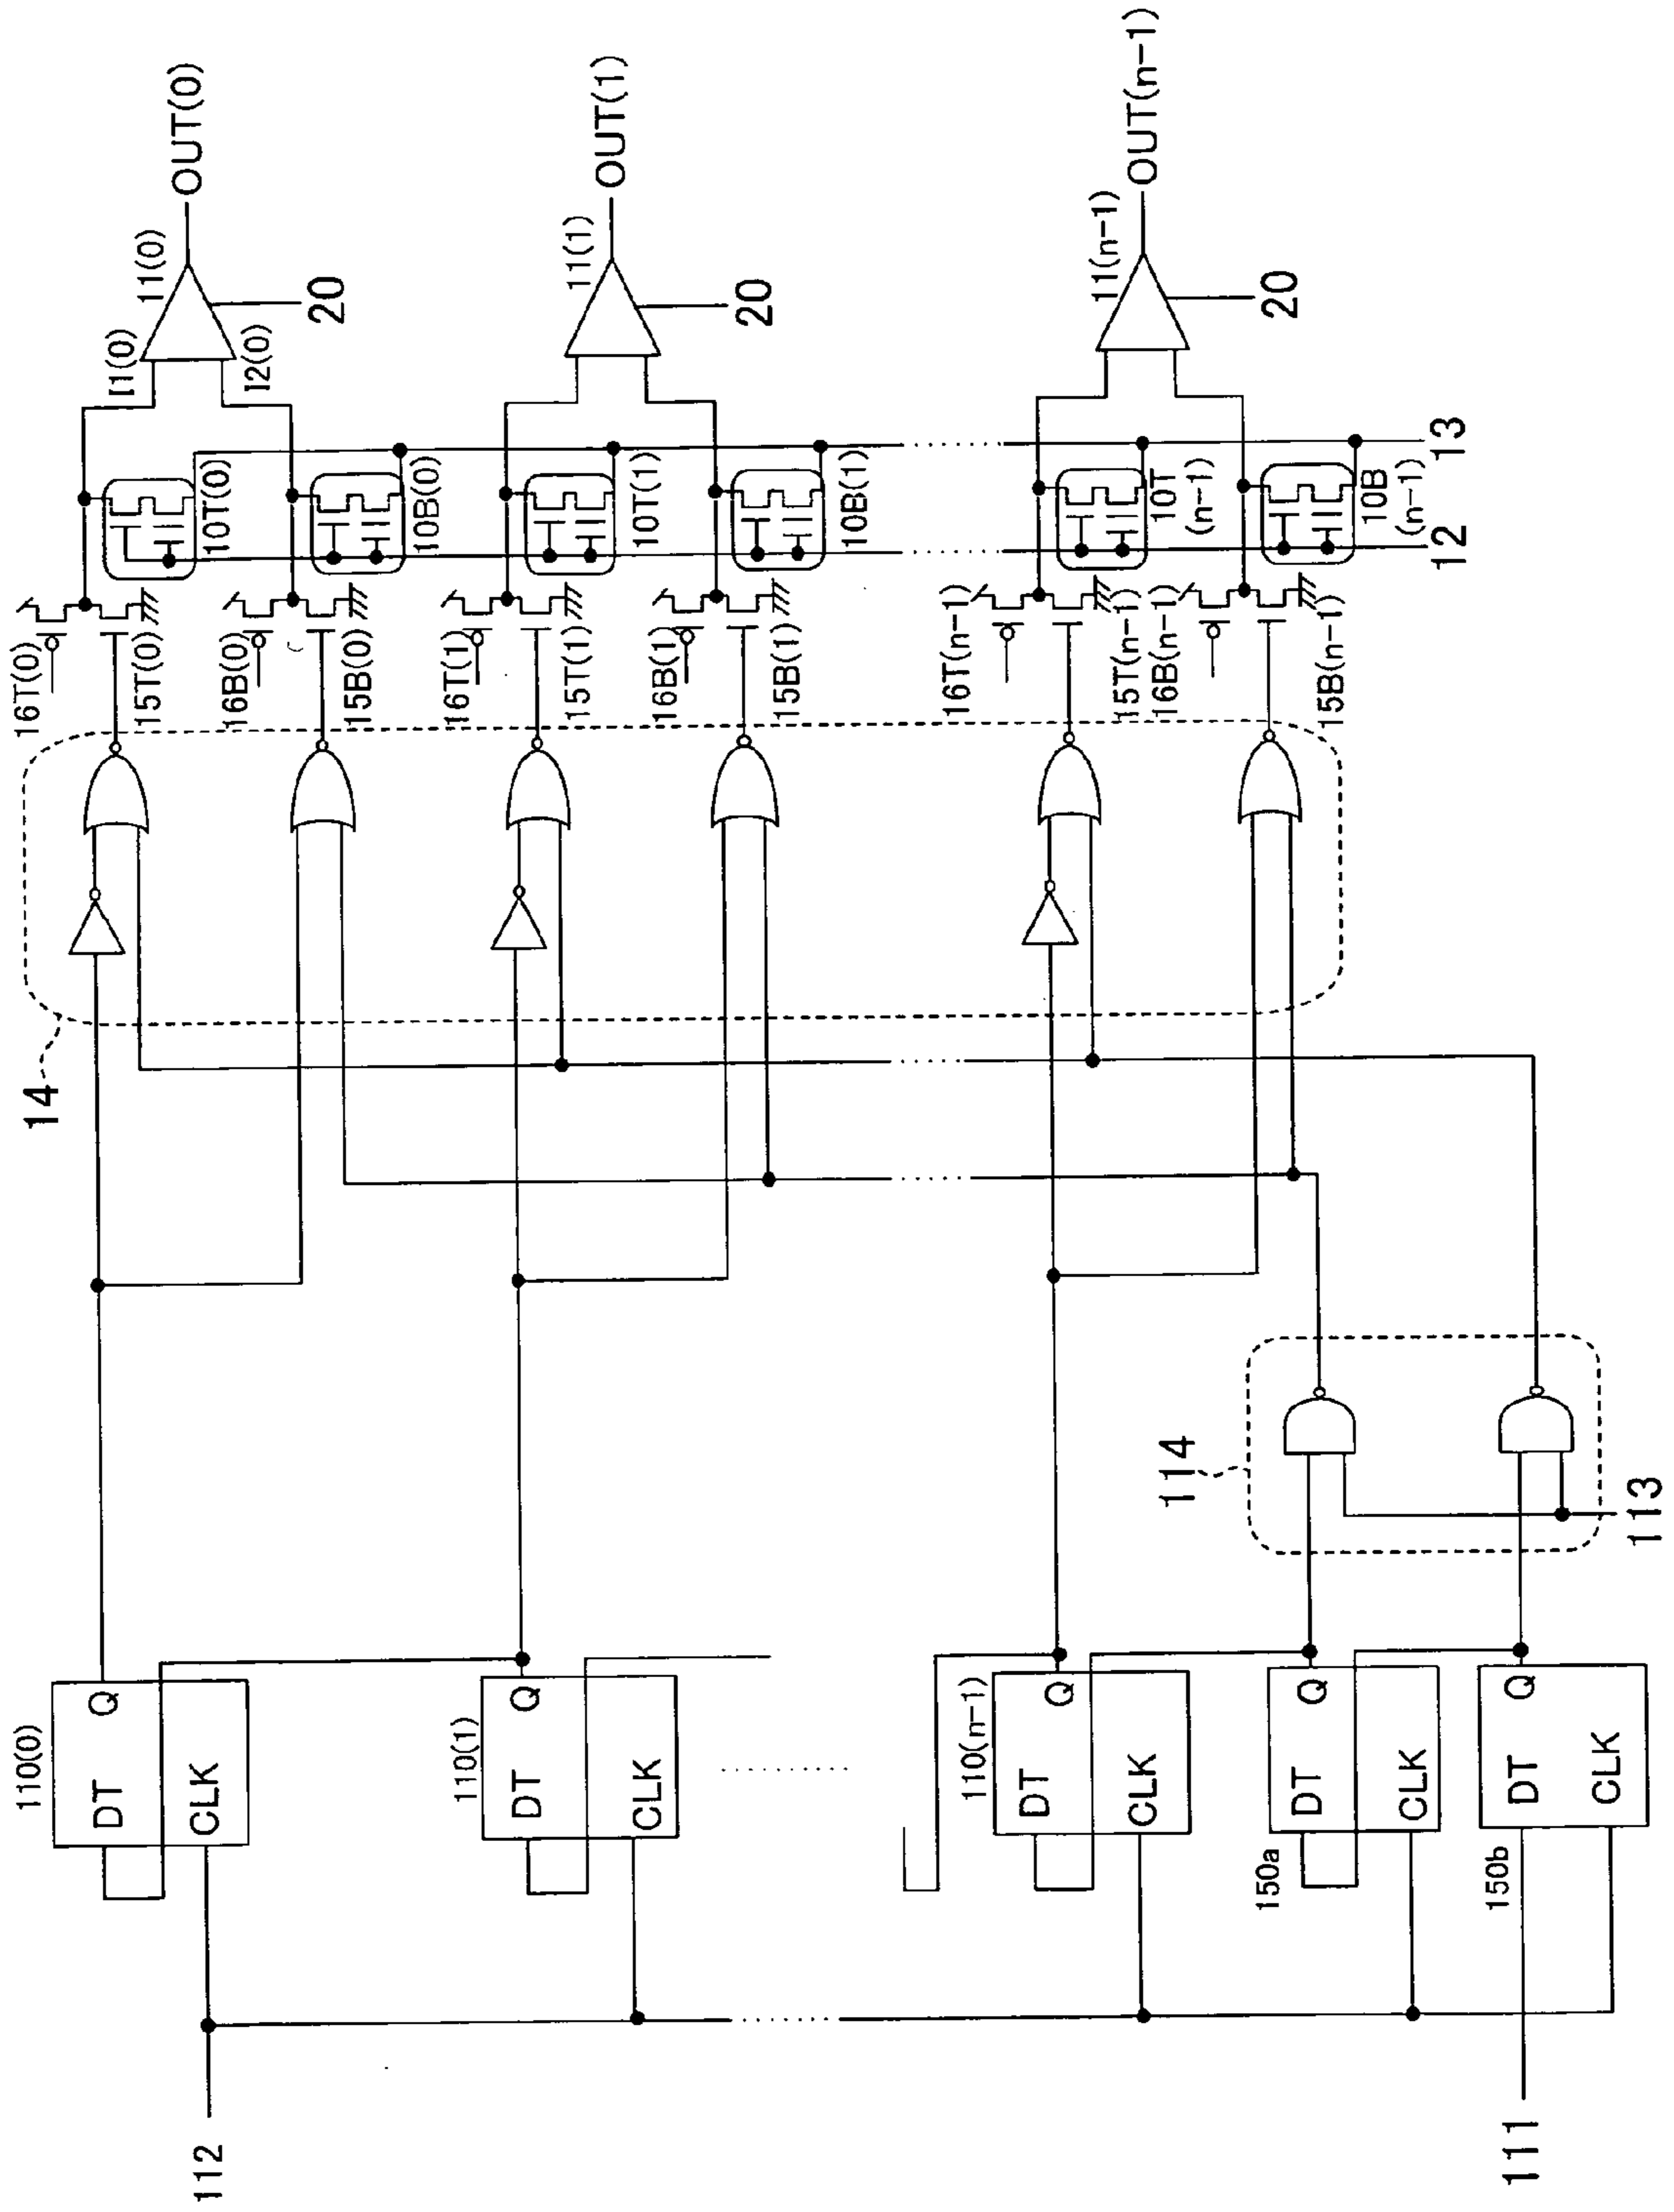 OUT(0)
11(0)
I1(0)
I2(0)
20
16T(0)
15T(0)
10T(0)
16B(0)
15B(0)
10B(0)
OUT(1)
11(1)
20
16T(1)
15T(1)
10T(1)
16B(1)
15B(1)
10B(1)
OUT(n-1)
11(n-1)
20
16T(n-1)
15T(n-1)
10T
(n-1)
16B(n-1)
15B(n-1)
10B
(n-1)
13
12
14
114
113
110(0)
DT
Q
CLK
110(1)
DT
Q
CLK
110(n-1)
DT
Q
CLK
150a
DT
Q
CLK
150b
DT
Q
CLK
112
111